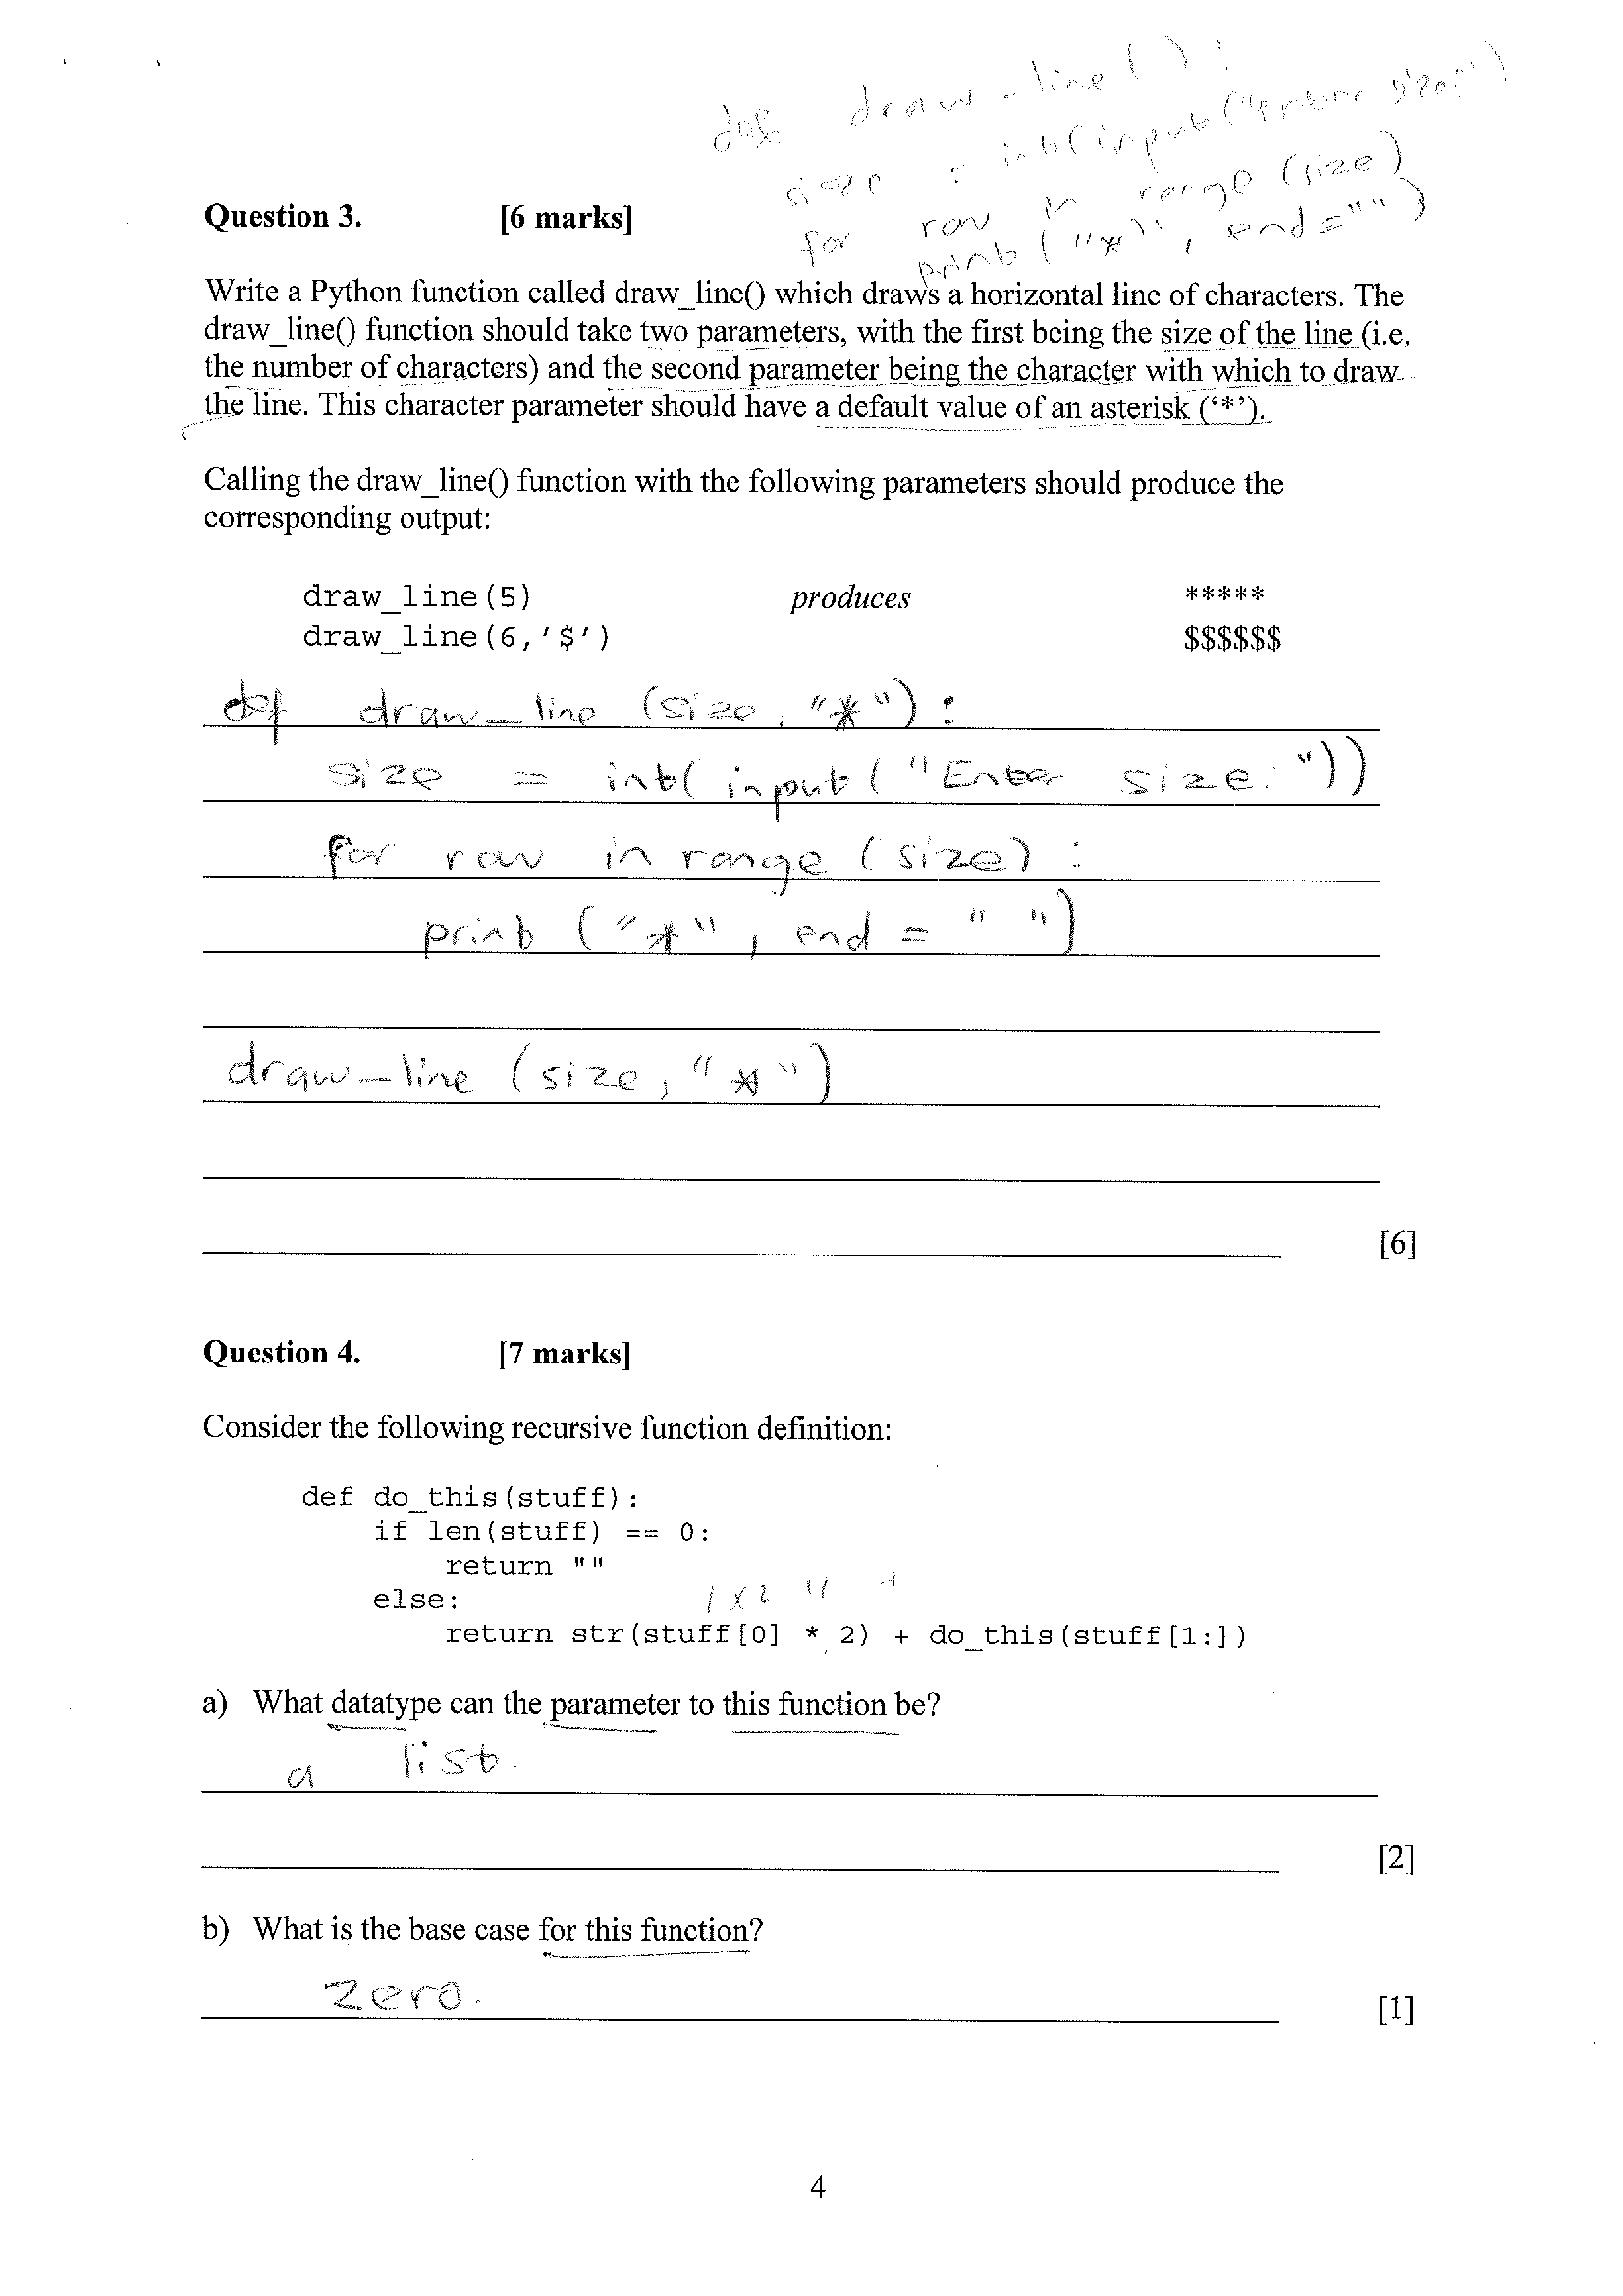 def draw_line():
size = int(input("Enter size:")
for row in range (size)
print ("*", end="")
Question 3. [6 marks]
Write a Python function called draw_line() which draws a horizontal line of characters. The
draw_line() function should take two parameters, with the first being the size of the line (i.e.
the number of characters) and the second parameter being the character with which to draw
the line. This character parameter should have a default value of an asterisk (‘*’).
Calling the draw_line() function with the following parameters should produce the
corresponding output:
draw_line(5) produces *****
draw_line(6,'$') $$$$$$
def draw_line (size, "*"):
size = int( input ( "Enter size: "))
for row in range (size) :
print ( "*" , end = " ")
draw_line (size, "*")
[6]
Question 4. [7 marks]
Consider the following recursive function definition:
def do_this(stuff):
if len(stuff) == 0:
return ""
else:
return str(stuff[0] * 2) + do_this(stuff[1:])
a) What datatype can the parameter to this function be?
a list.
[2]
b) What is the base case for this function?
zero.
[1]
4